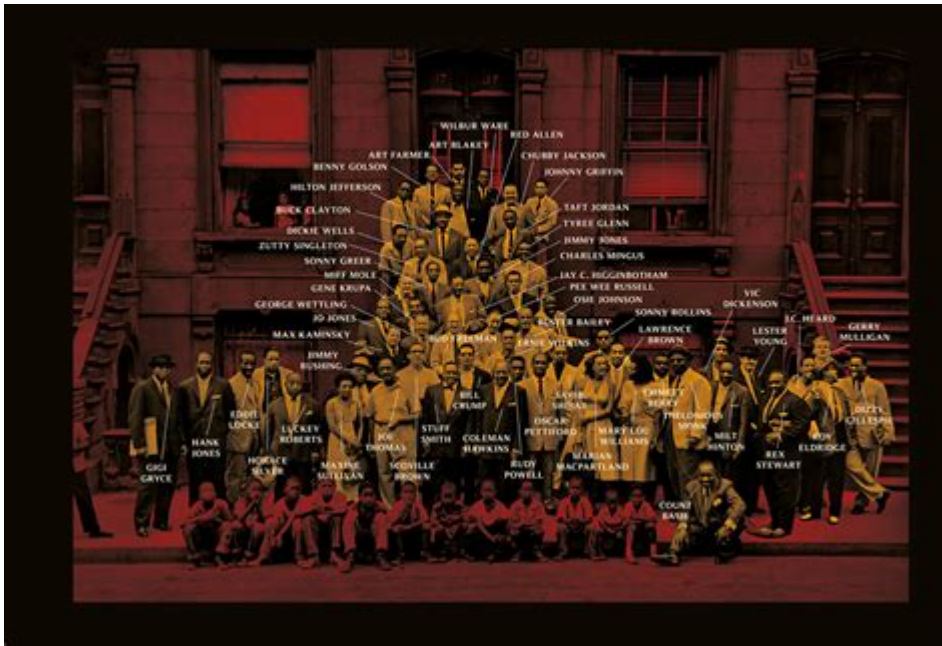 WILBUR WARE
RED ALLEN
ART BLAKEY
ART FARMER
CHUBBY JACKSON
BENNY GOLSON
JOHNNY GRIFFIN
HILTON JEFFERSON
BUCK CLAYTON
TAFT JORDAN
TYREE GLENN
DICKIE WELLS
JIMMY JONES
ZUTTY SINGLETON
CHARLES MINGUS
SONNY GREER
MIFF MOLE
JAY C. HIGGINBOTHAM
GENE KRUPA
PEE WEE RUSSELL
OSIE JOHNSON
GEORGE WETTLING
SONNY ROLLINS
VIC
DICKENSON
JO JONES
BUSTER BAILEY
J.C. HEARD
MAX KAMINSKY
BUD FREEMAN
ERNIE WILKINS
LAWRENCE
BROWN
LESTER
YOUNG
GERRY
MULLIGAN
JIMMY
RUSHING
BILL
CRUMP
SAHIB
SHIHAB
EMMETT
BERRY
EDDIE
LOCKE
LUCKEY
ROBERTS
STUFF
SMITH
OSCAR
PETTIFORD
THELONIOUS
MONK
DIZZY
GILLESPIE
HANK
JONES
JOE
THOMAS
COLEMAN
HAWKINS
MARY LOU
WILLIAMS
MILT
HINTON
ROY
ELDRIDGE
GIGI
GRYCE
HORACE
SILVER
MAXINE
SULLIVAN
SCOVILLE
BROWN
RUDY
POWELL
MARIAN
MACPARTLAND
REX
STEWART
COUNT
BASIE